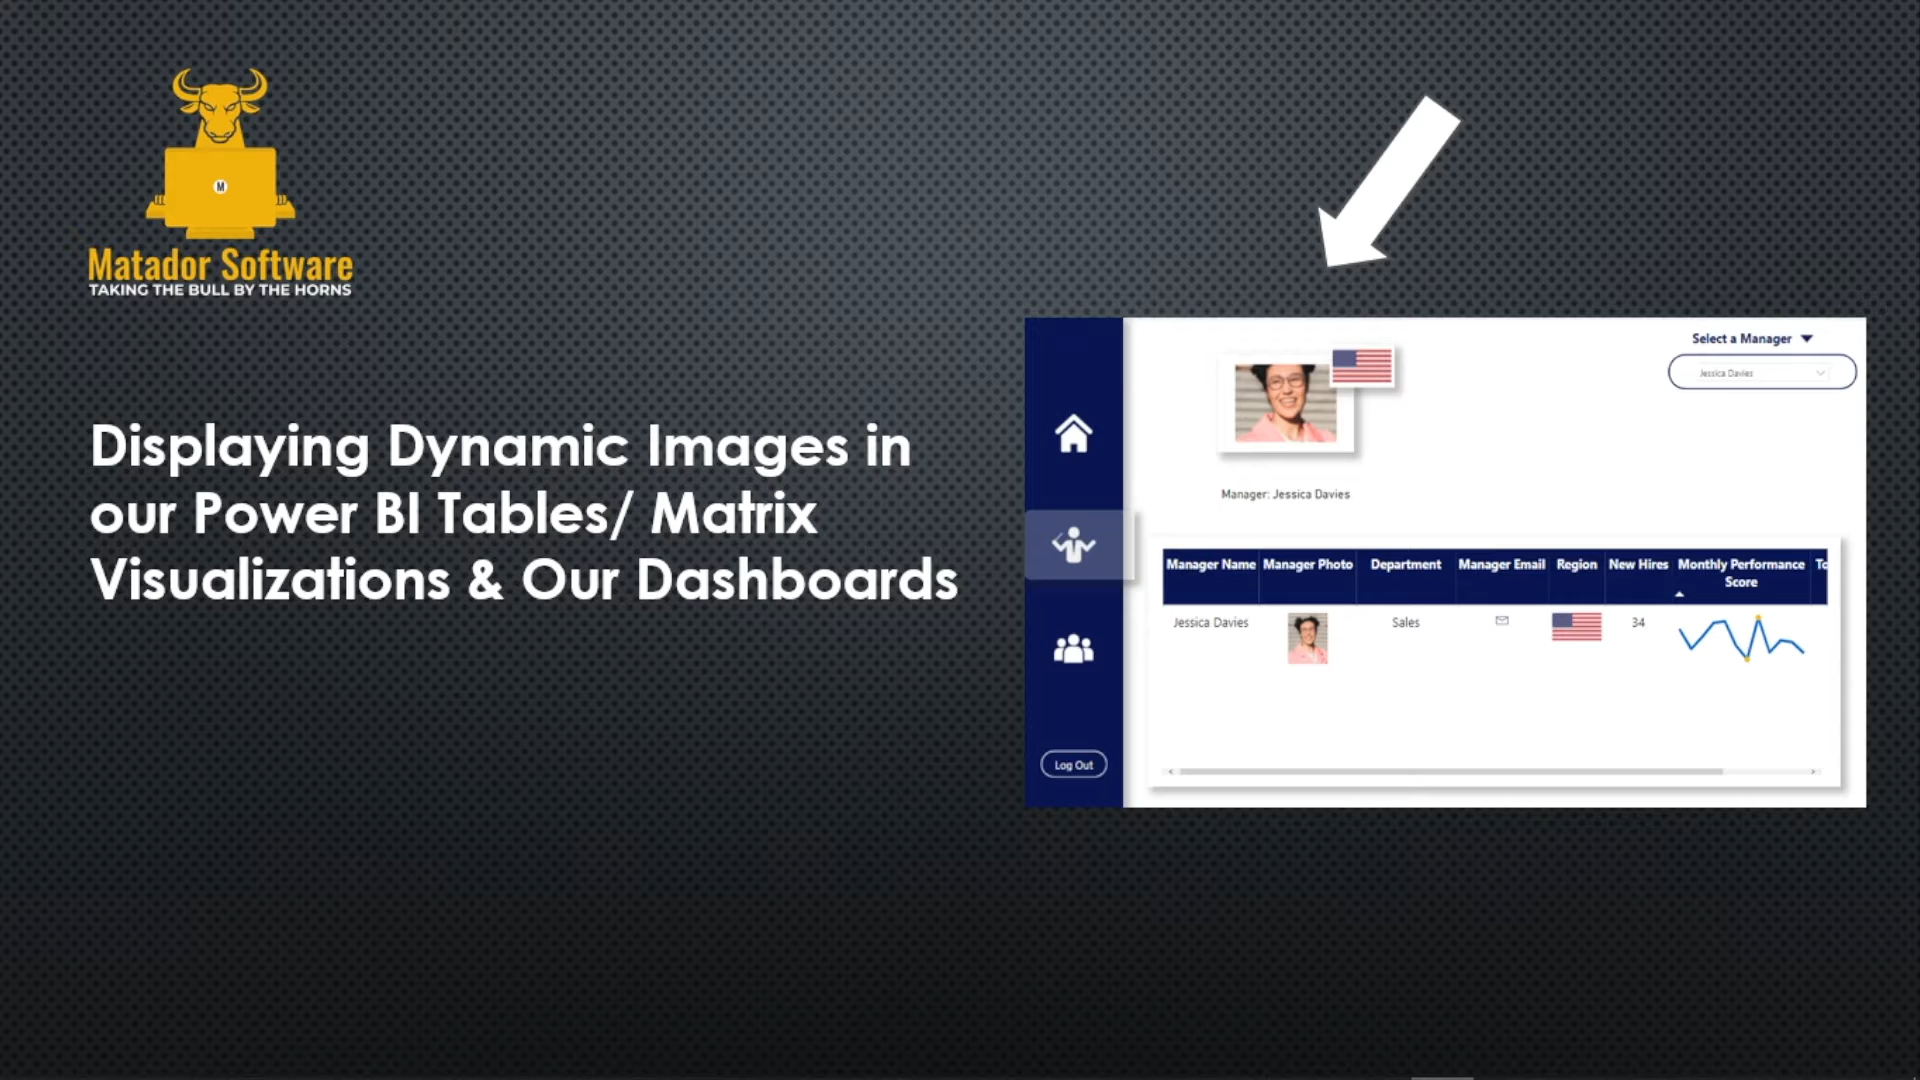 M
Matador Software
TAKING THE BULL BY THE HORNS
Displaying Dynamic Images in
our Power BI Tables/ Matrix
Visualizations & Our Dashboards
Select a Manager
Jessica Davies
Manager: Jessica Davies
Manager Name Manager Photo Department Manager Email Region New Hires Monthly Performance Score To
Jessica Davies Sales 34
Log Out